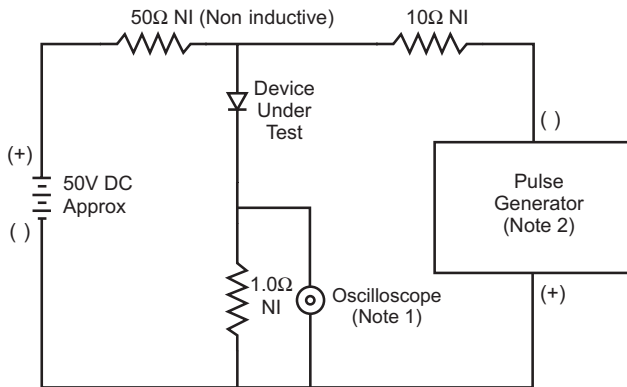 50Ω NI (Non inductive)
10Ω NI
Device
Under
Test
( )
(+)
50V DC
Approx
( )
Pulse
Generator
(Note 2)
1.0Ω
NI
Oscilloscope
(Note 1)
(+)